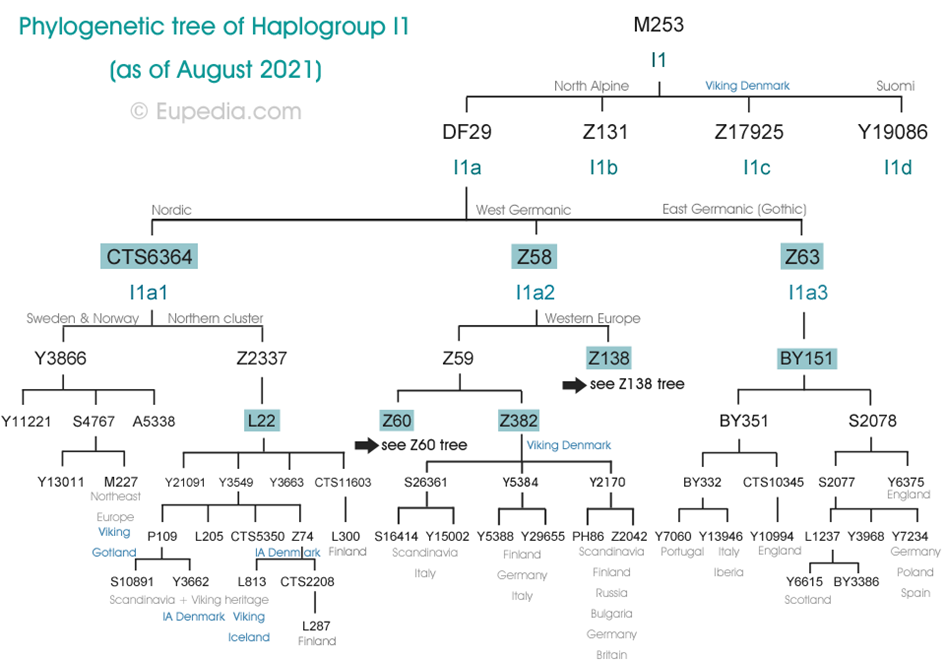 Phylogenetic tree of Haplogroup I1
(as of August 2021)
© Eupedia.com
M253
I1
North Alpine Viking Denmark Suomi
DF29 Z131 Z17925 Y19086
I1a I1b I1c I1d
Nordic West Germanic East Germanic (Gothic)
CTS6364 Z58 Z63
I1a1 I1a2 I1a3
Sweden & Norway Northern cluster Western Europe
Y3866 Z2337 Z59 Z138 BY151
see Z138 tree
Y11221 S4767 A5338 L22 Z60 Z382 BY351 S2078
see Z60 tree Viking Denmark
Y13011 M227 Y21091 Y3549 Y3663 CTS11603 S26361 Y5384 Y2170 BY332 CTS10345 S2077 Y6375
Northeast England
Europe
Viking P109 L205 CTS5350 Z74 L300 S16414 Y15002 Y5388 Y29655 PH86 Z2042 Y7060 Y13946 Y10994 L1237 Y3968 Y7234
Gotland IA Denmark Finland Scandinavia Finland Scandinavia Portugal Italy England Germany
Italy Germany Finland Iberia Poland
S10891 Y3662 L813 CTS2208 Italy Russia Y6615 BY3386 Spain
Scandinavia + Viking heritage Bulgaria Scotland
IA Denmark Viking Germany
Iceland L287 Britain
Finland